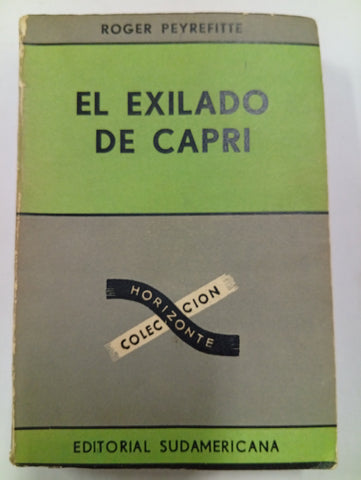 ROGER PEYREFITTE
EL EXILADO
DE CAPRI
COLECCION
HORIZONTE
EDITORIAL SUDAMERICANA